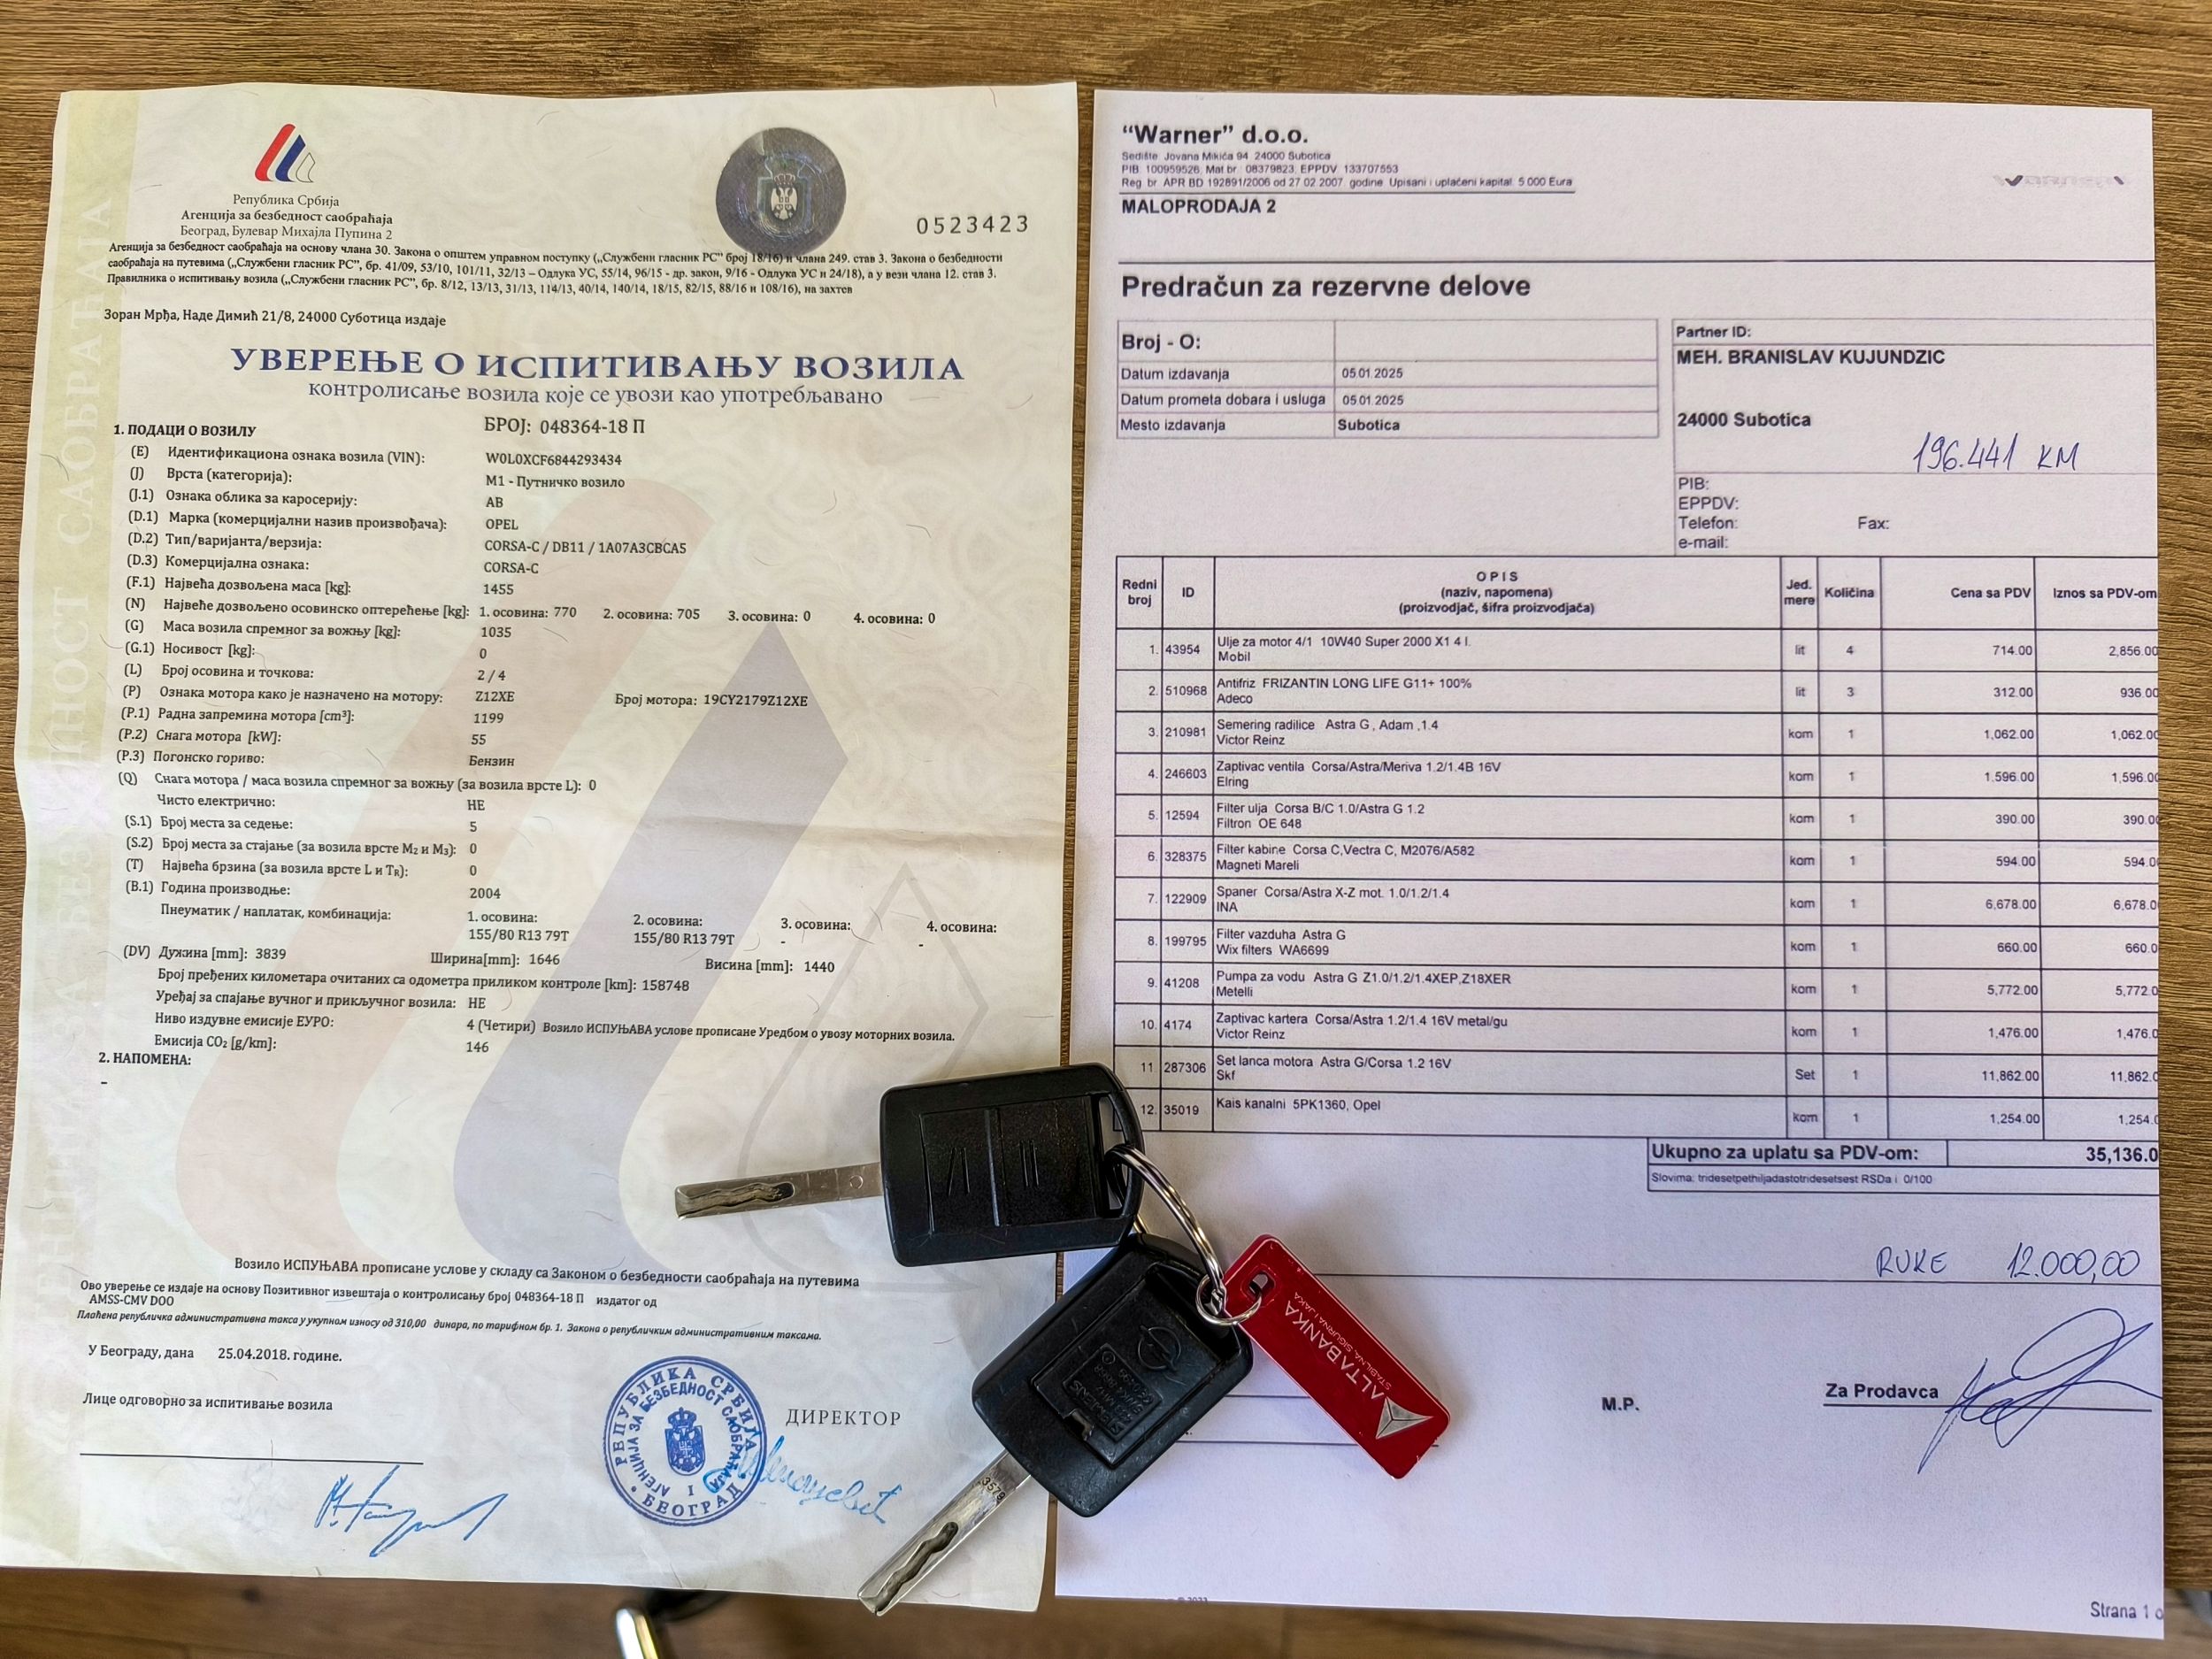 Република Србија
Агенција за безбедност саобраћаја
Београд, Булевар Михајла Пупина 2
0523423
Агенција за безбедност саобраћаја на основу члана 30. Закона о општем управном поступку („Службени гласник РС” број 18/16) и члана 249. став 3. Закона о безбедности
саобраћаја на путевима („Службени гласник РС”, бр. 41/09, 53/10, 101/11, 32/13 – Одлука УС, 55/14, 96/15 - др. закон, 9/16 - Одлука УС и 24/18), а у вези члана 12. став 3.
Правилника о испитивању возила („Службени гласник РС”, бр. 8/12, 13/13, 31/13, 114/13, 40/14, 140/14, 18/15, 82/15, 88/16 и 108/16), на захтев
Зоран Мрђа, Наде Димић 21/8, 24000 Суботица издаје
УВЕРЕЊЕ О ИСПИТИВАЊУ ВОЗИЛА
контролисање возила које се увози као употребљавано
БРОЈ: 048364-18 П
1. ПОДАЦИ О ВОЗИЛУ
(E) Идентификациона ознака возила (VIN): W0L0XCF6844293434
(J) Врста (категорија): M1 - Путничко возило
(J.1) Ознака облика за каросерију: AB
(D.1) Марка (комерцијални назив произвођача): OPEL
(D.2) Тип/варијанта/верзија: CORSA-C / DB11 / 1A07A3CBCA5
(D.3) Комерцијална ознака: CORSA-C
(F.1) Највећа дозвољена маса [kg]: 1455
(N) Највеће дозвољено осовинско оптерећење [kg]: 1. осовина: 770 2. осовина: 705 3. осовина: 0 4. осовина: 0
(G) Маса возила спремног за вожњу [kg]: 1035
(G.1) Носивост [kg]: 0
(L) Број осовина и точкова: 2 / 4
(P) Ознака мотора како је назначено на мотору: Z12XE Број мотора: 19CY2179Z12XE
(P.1) Радна запремина мотора [cm³]: 1199
(P.2) Снага мотора [kW]: 55
(P.3) Погонско гориво: Бензин
(Q) Снага мотора / маса возила спремног за вожњу (за возила врсте L): 0
Чисто електрично: НЕ
(S.1) Број места за седење: 5
(S.2) Број места за стајање (за возила врсте M₂ и M₃): 0
(T) Највећа брзина (за возила врсте L и Tʀ): 0
(B.1) Година производње: 2004
Пнеуматик / наплатак, комбинација: 1. осовина: 2. осовина: 3. осовина: 4. осовина:
155/80 R13 79T 155/80 R13 79T - -
(DV) Дужина [mm]: 3839 Ширина[mm]: 1646 Висина [mm]: 1440
Број пређених километара очитаних са одометра приликом контроле [km]: 158748
Уређај за спајање вучног и прикључног возила: НЕ
Ниво издувне емисије ЕУРО: 4 (Четири) Возило ИСПУЊАВА услове прописане Уредбом о увозу моторних возила.
Емисија CO₂ [g/km]: 146
2. НАПОМЕНА:
–
Возило ИСПУЊАВА прописане услове у складу са Законом о безбедности саобраћаја на путевима
Ово уверење се издаје на основу Позитивног извештаја о контролисању број 048364-18 П издатог од
AMSS-CMV DOO
Плаћена републичка административна такса у укупном износу од 310,00 динара, по тарифном бр. 1. Закона о републичким административним таксама.
У Београду, дана 25.04.2018. године.
Лице одговорно за испитивање возила
ДИРЕКТОР
РЕПУБЛИКА СРБИЈА
АГЕНЦИЈА ЗА БЕЗБЕДНОСТ САОБРАЋАЈА
I
БЕОГРАД
“Warner” d.o.o.
Sedište: Jovana Mikića 94 24000 Subotica
PIB: 100959526; Mat br.: 08379823; EPPDV: 133707553
Reg. br. APR BD 192891/2006 od 27 02 2007. godine Upisani i uplaćeni kapital: 5 000 Eura
MALOPRODAJA 2
Predračun za rezervne delove
Broj - O:
Datum izdavanja 05.01.2025
Datum prometa dobara i usluga 05.01.2025
Mesto izdavanja Subotica
Partner ID:
MEH. BRANISLAV KUJUNDZIC
24000 Subotica
196.441 KM
PIB:
EPPDV:
Telefon: Fax:
e-mail:
Redni broj ID OPIS (naziv, napomena) (proizvodjač, šifra proizvodjača) Jed. mere Količina Cena sa PDV Iznos sa PDV-om
1. 43954 Ulje za motor 4/1 10W40 Super 2000 X1 4 l. lit 4 714.00 2,856.00
Mobil
2. 510968 Antifriz FRIZANTIN LONG LIFE G11+ 100% lit 3 312.00 936.00
Adeco
3. 210981 Semering radilice Astra G , Adam ,1.4 kom 1 1,062.00 1,062.00
Victor Reinz
4. 246603 Zaptivac ventila Corsa/Astra/Meriva 1.2/1.4B 16V kom 1 1,596.00 1,596.00
Elring
5. 12594 Filter ulja Corsa B/C 1.0/Astra G 1.2 kom 1 390.00 390.00
Filtron OE 648
6. 328375 Filter kabine Corsa C,Vectra C, M2076/A582 kom 1 594.00 594.0
Magneti Mareli
7. 122909 Spaner Corsa/Astra X-Z mot. 1.0/1.2/1.4 kom 1 6,678.00 6,678.0
INA
8. 199795 Filter vazduha Astra G kom 1 660.00 660.0
Wix filters WA6699
9. 41208 Pumpa za vodu Astra G Z1.0/1.2/1.4XEP,Z18XER kom 1 5,772.00 5,772.0
Metelli
10. 4174 Zaptivac kartera Corsa/Astra 1.2/1.4 16V metal/gu kom 1 1,476.00 1,476.0
Victor Reinz
11 287306 Set lanca motora Astra G/Corsa 1.2 16V Set 1 11,862.00 11,862.0
Skf
12. 35019 Kais kanalni 5PK1360, Opel kom 1 1,254.00 1,254.
Ukupno za uplatu sa PDV-om: 35,136.0
Slovima: tridesetpethiljadastotridesetsest RSDa i 0/100
RUKE 12.000,00
M.P.
Za Prodavca
ALTABANKA
STABILNA, SIGURNA I JAKA
Strana 1 o